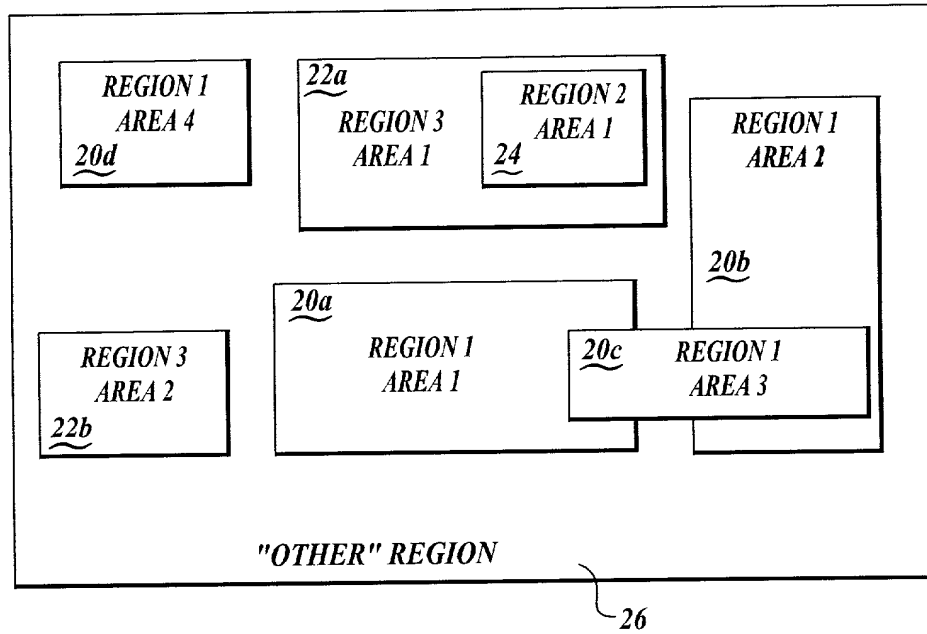 REGION 1
AREA 4
20d
22a
REGION 3
AREA 1
REGION 2
AREA 1
24
REGION 1
AREA 2
20b
20a
REGION 1
AREA 1
20c
REGION 1
AREA 3
REGION 3
AREA 2
22b
"OTHER" REGION
26